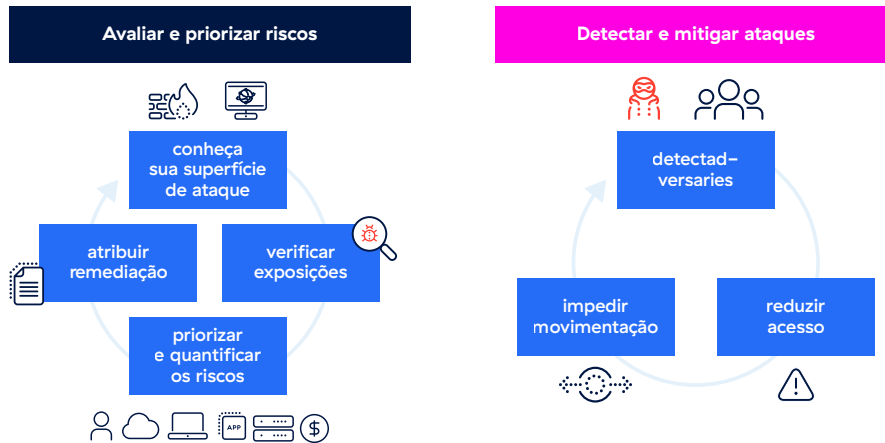 Avaliar e priorizar riscos
conheça
sua superfície
de ataque
verificar
exposições
priorizar
e quantificar
os riscos
atribuir
remediação
APP
$
Detectar e mitigar ataques
detectad-
versaries
reduzir
acesso
impedir
movimentação